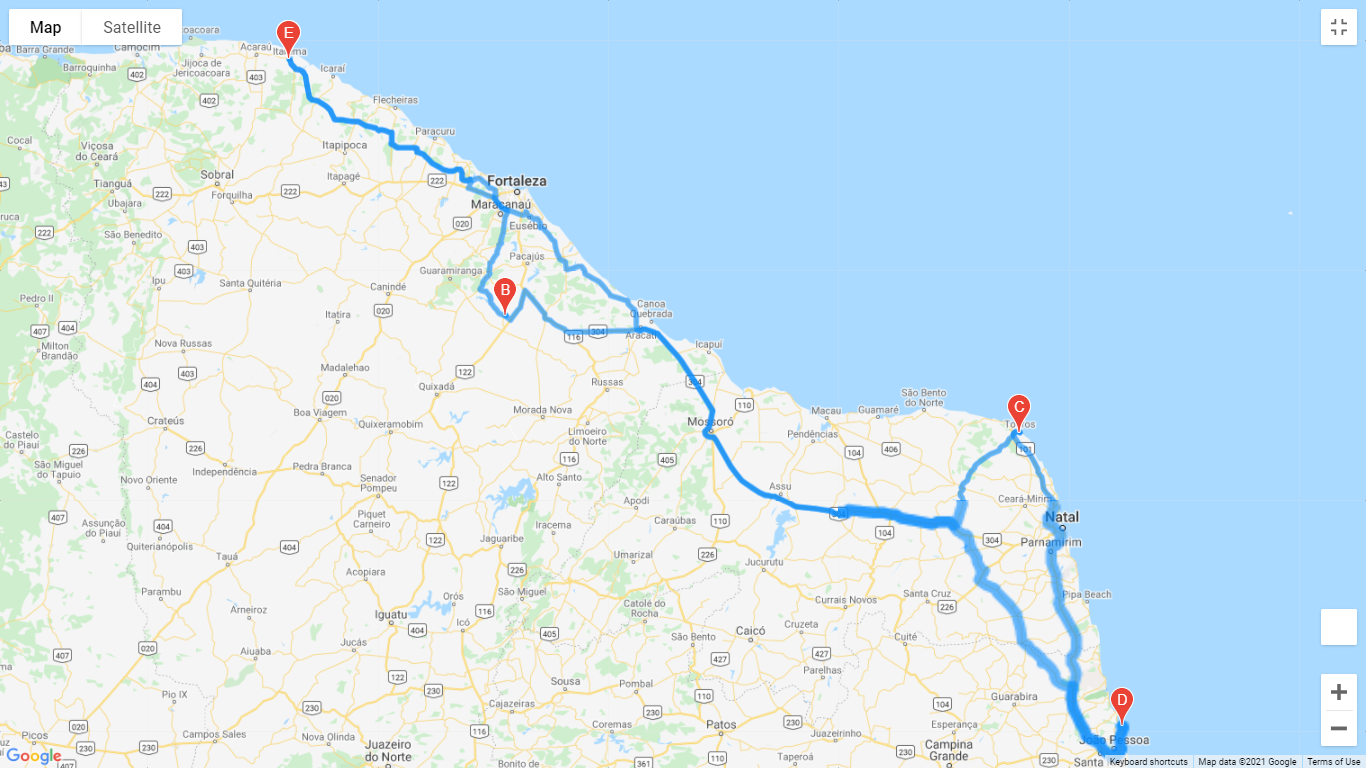 Map
Satellite
E
Acaraú
Itarema
Barra Grande
Camocim
Barroquinha
Jijoca de
Jericoacoara
403
Icaraí
402
402
Flecheiras
Cocal
Viçosa
do Ceará
Itapipoca
Paracuru
Fortaleza
Sobral
Itapagé
222
Tianguá
222
Forquilha
222
Ubajara
Maracanaú
020
Eusébio
222
São Benedito
403
Pacajús
Guaramiranga
403
Ipu
Santa Quitéria
Canindé
B
Pedro II
Itatira
020
Canoa
Quebrada
407
407
116
304
Aracati
Milton
Brandão
Nova Russas
Icapuí
403
Madalehao
122
404
Quixadá
Russas
304
020
110
São Bento
do Norte
C
Touros
Boa Viagem
Morada Nova
Macau
Guamaré
Crateús
Quixeramobim
Mossoró
Castelo
do Piauí
407
226
Limoeiro
do Norte
Pendências
101
226
104
406
São Miguel
do Tapuio
Independência
Pedra Branca
405
Novo Oriente
Senador
Pompeu
122
Alto Santo
Assu
Ceará-Mirim
Apodi
407
Assunção
do Piauí
404
Piquet
Carneiro
Iracema
Caraúbas
110
304
Natal
Quiterianópolis
404
122
Jaguaribe
226
104
304
Parnamirim
Tauá
Umarizal
Jucurutu
Acopiara
226
Parambu
São Miguel
Currais Novos
Santa Cruz
Pipa Beach
Arneiroz
Orós
116
Catolé do
Rocha
226
Iguatu
404
Icó
405
Cruzeta
São Bento
Caicó
Cuité
020
Jucás
407
Aiuaba
427
427
122
230
Parelhas
Sousa
Pombal
Pio IX
230
110
Guarabira
D
Cajazeiras
020
Campos Sales
Coremas
Patos
230
Esperança
João Pessoa
Picos
230
122
Nova Olinda
Juazeirinho
Juazeiro
do Norte
Bonito de
361
Taperoá
412
Campina
Grande
230
Santa
Google
Keyboard shortcuts
Map data ©2021 Google
Terms of Use